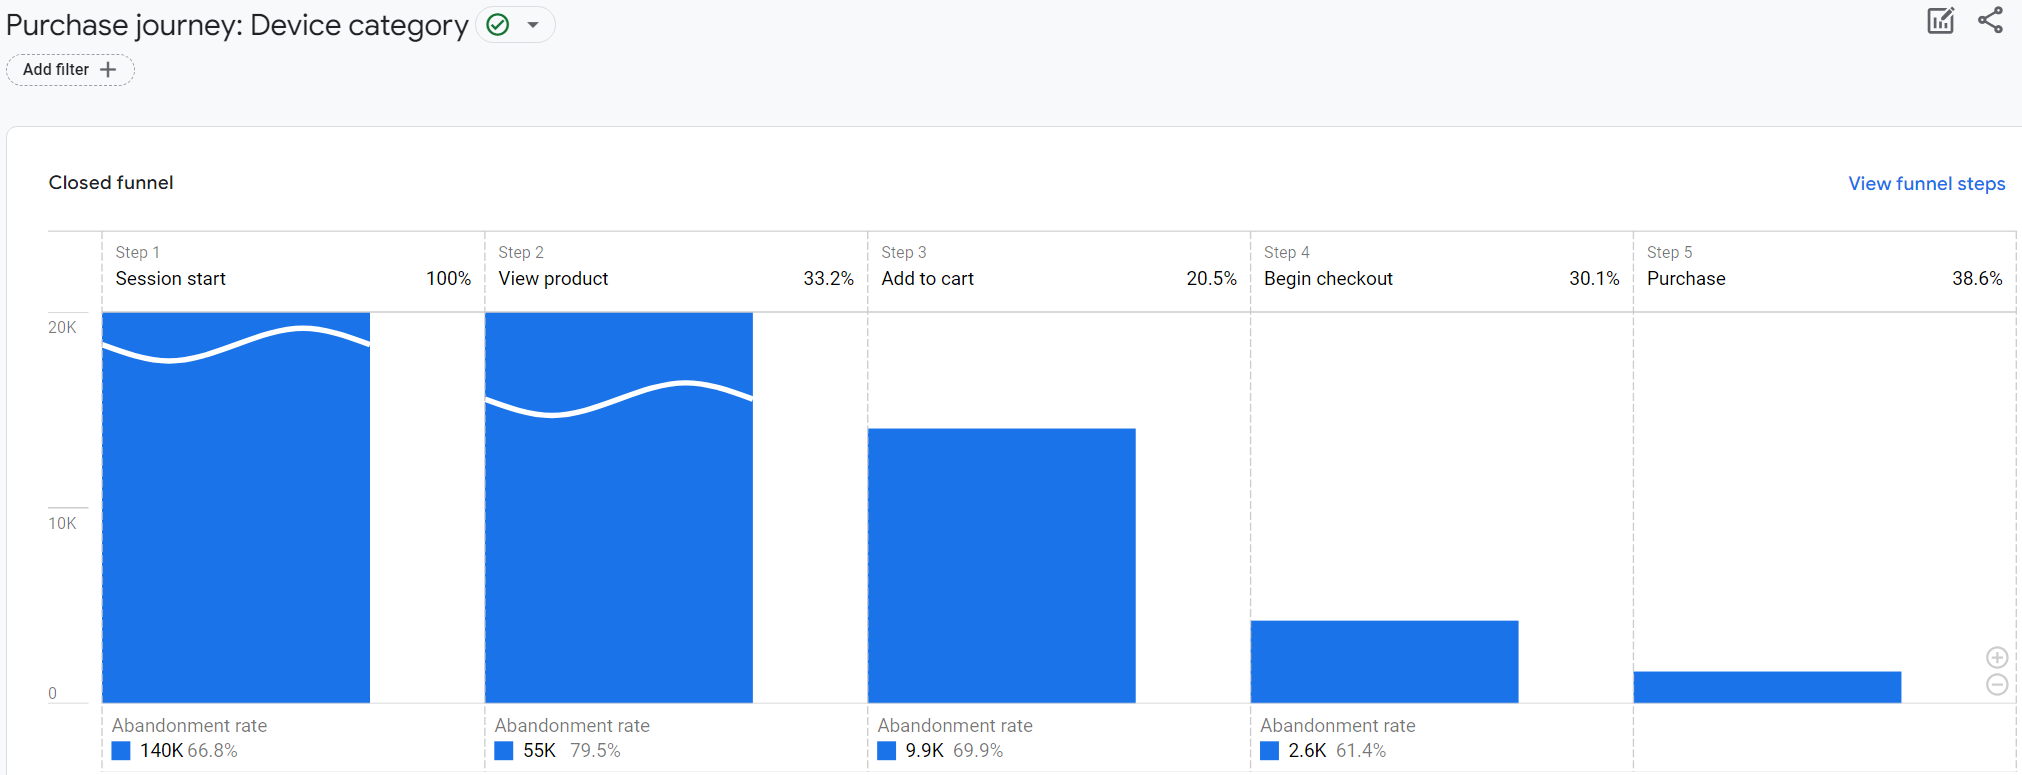 Purchase journey: Device category
Add filter +
Closed funnel
View funnel steps
Step 1
Session start 100%
Step 2
View product 33.2%
Step 3
Add to cart 20.5%
Step 4
Begin checkout 30.1%
Step 5
Purchase 38.6%
20K
10K
0
Abandonment rate
140K 66.8%
Abandonment rate
55K 79.5%
Abandonment rate
9.9K 69.9%
Abandonment rate
2.6K 61.4%